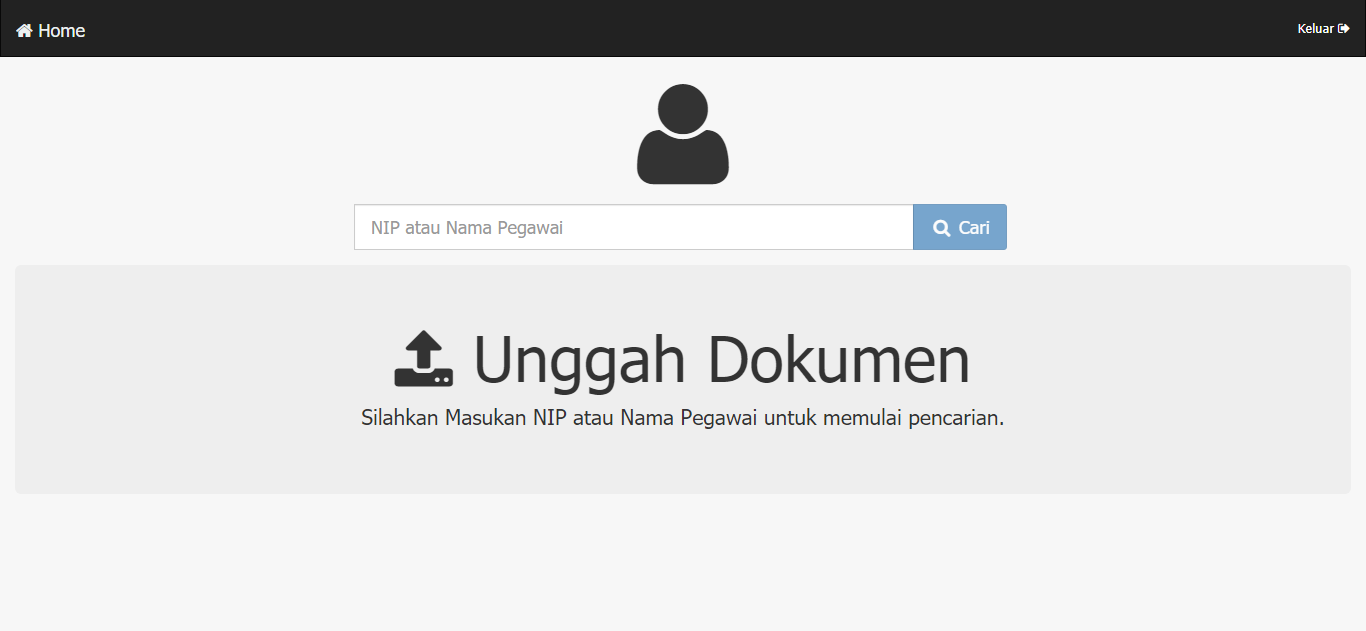 Home
Keluar
NIP atau Nama Pegawai
Cari
Unggah Dokumen
Silahkan Masukan NIP atau Nama Pegawai untuk memulai pencarian.